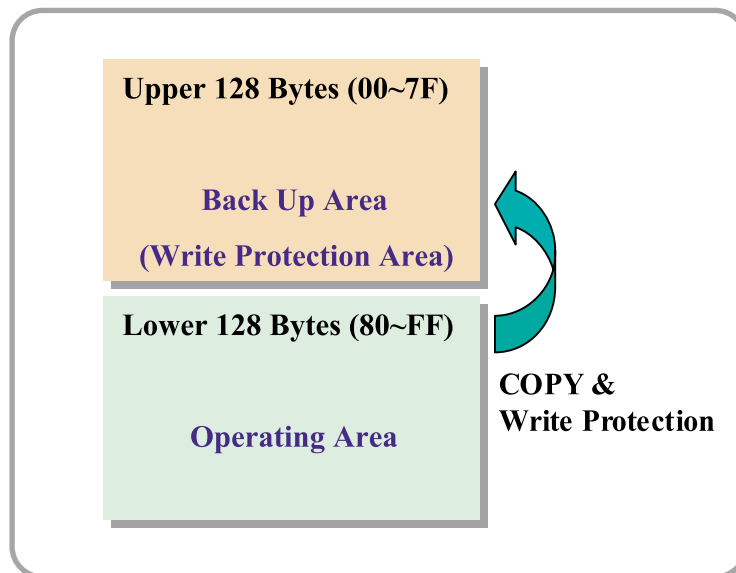 Upper 128 Bytes (00~7F)
Back Up Area
(Write Protection Area)
Lower 128 Bytes (80~FF)
Operating Area
COPY &
Write Protection